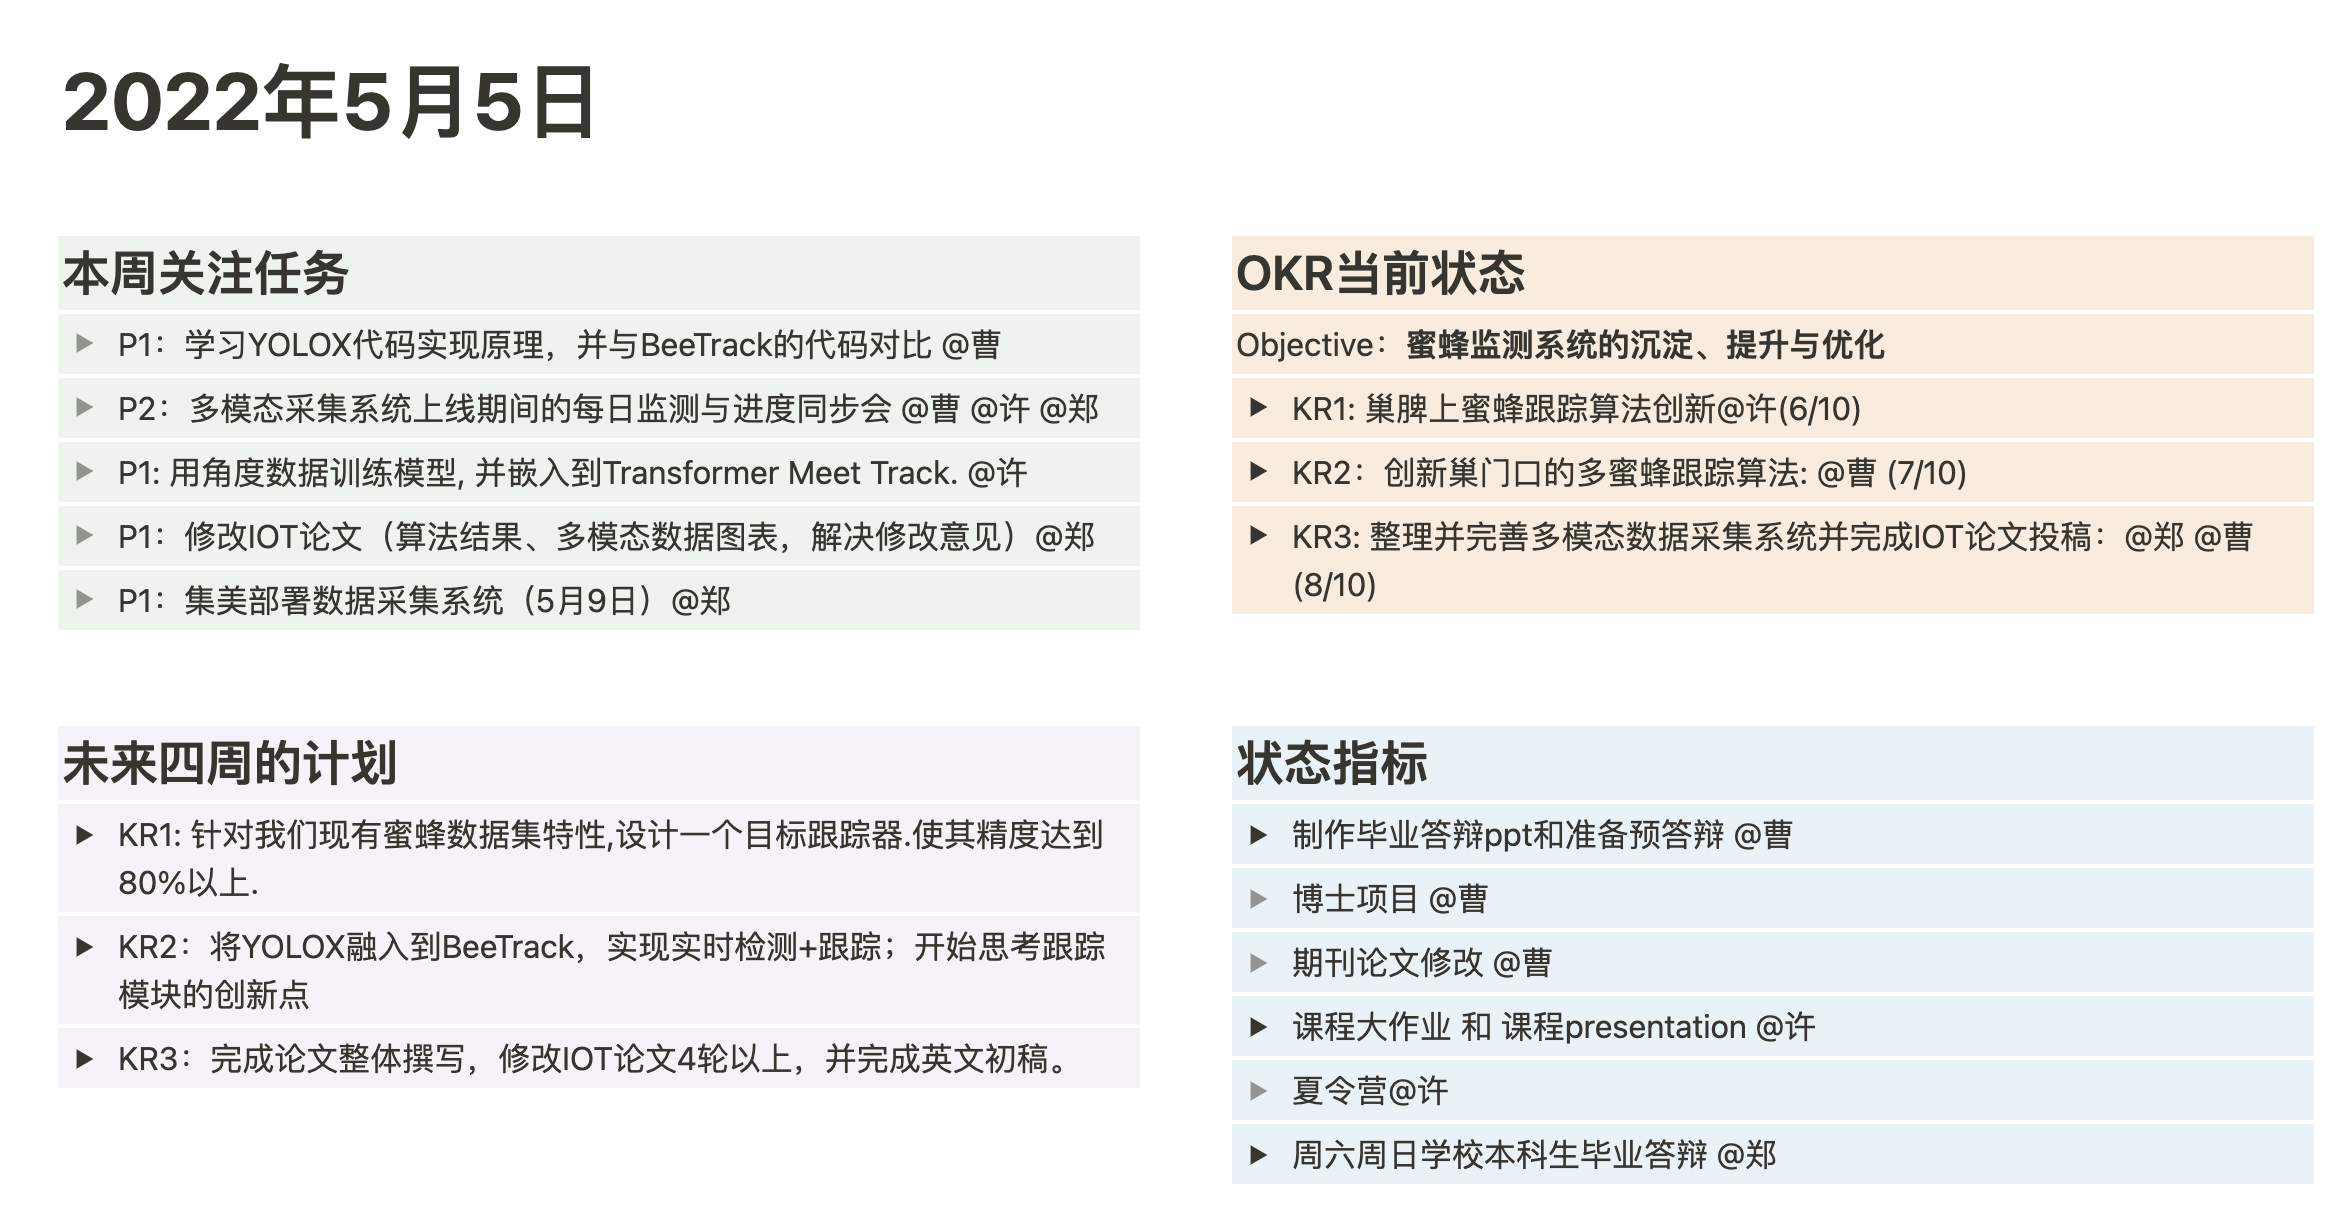 2022年5月5日
本周关注任务
P1：学习YOLOX代码实现原理，并与BeeTrack的代码对比 @曹
P2：多模态采集系统上线期间的每日监测与进度同步会 @曹 @许 @郑
P1: 用角度数据训练模型, 并嵌入到Transformer Meet Track. @许
P1：修改IOT论文（算法结果、多模态数据图表，解决修改意见）@郑
P1：集美部署数据采集系统（5月9日）@郑
OKR当前状态
Objective：蜜蜂监测系统的沉淀、提升与优化
KR1: 巢脾上蜜蜂跟踪算法创新@许(6/10)
KR2：创新巢门口的多蜜蜂跟踪算法: @曹 (7/10)
KR3: 整理并完善多模态数据采集系统并完成IOT论文投稿：@郑 @曹
(8/10)
未来四周的计划
KR1: 针对我们现有蜜蜂数据集特性,设计一个目标跟踪器.使其精度达到
80%以上.
KR2：将YOLOX融入到BeeTrack，实现实时检测+跟踪；开始思考跟踪
模块的创新点
KR3：完成论文整体撰写，修改IOT论文4轮以上，并完成英文初稿。
状态指标
制作毕业答辩ppt和准备预答辩 @曹
博士项目 @曹
期刊论文修改 @曹
课程大作业 和 课程presentation @许
夏令营@许
周六周日学校本科生毕业答辩 @郑